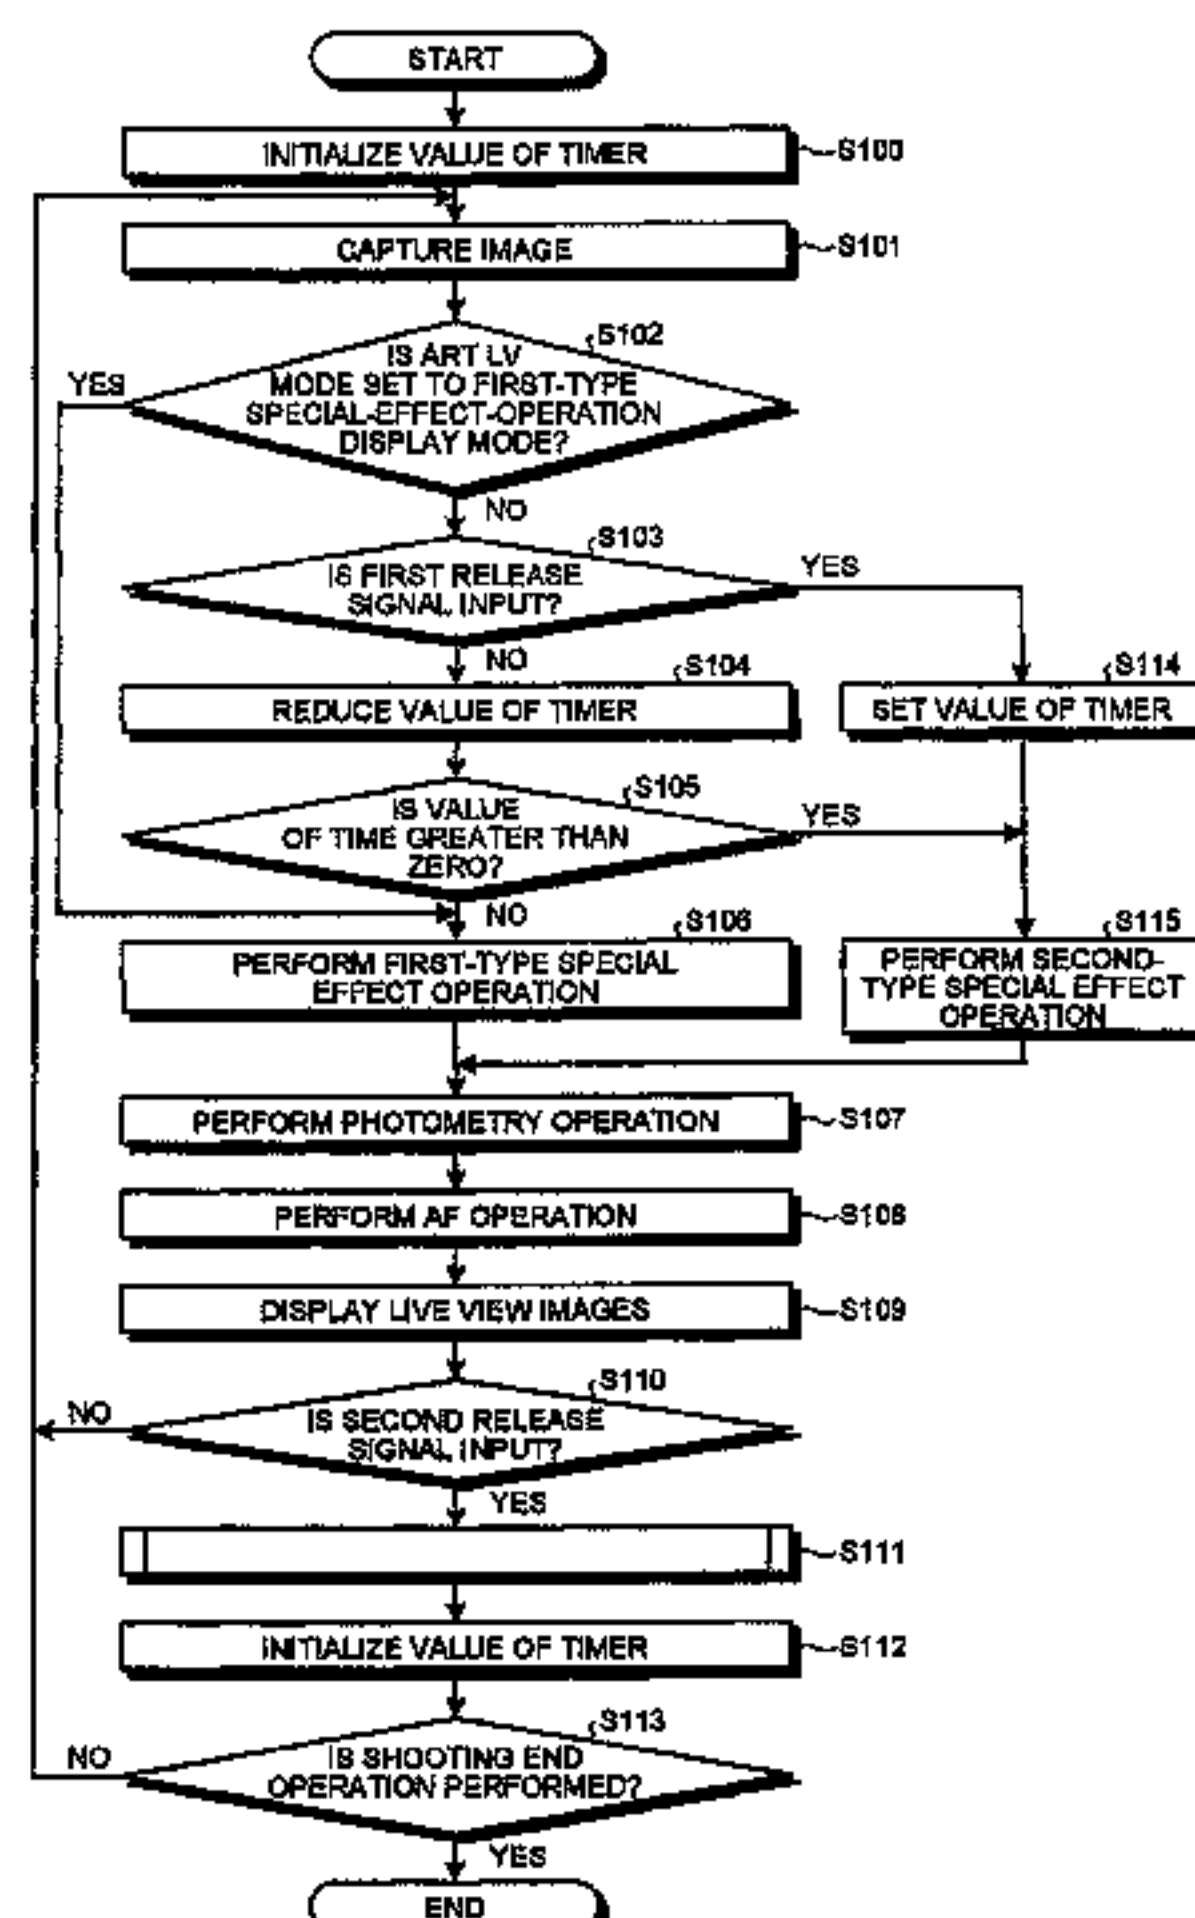 START
INITIALIZE VALUE OF TIMER
S100
CAPTURE IMAGE
S101
S102
IS ART LV
MODE SET TO FIRST-TYPE
SPECIAL-EFFECT-OPERATION
DISPLAY MODE?
YES
NO
S103
IS FIRST RELEASE
SIGNAL INPUT?
YES
NO
S104
REDUCE VALUE OF TIMER
S114
SET VALUE OF TIMER
S105
IS VALUE
OF TIME GREATER THAN
ZERO?
YES
NO
S106
PERFORM FIRST-TYPE SPECIAL
EFFECT OPERATION
S115
PERFORM SECOND-
TYPE SPECIAL EFFECT
OPERATION
PERFORM PHOTOMETRY OPERATION
S107
PERFORM AF OPERATION
S108
DISPLAY LIVE VIEW IMAGES
S109
S110
IS SECOND RELEASE
SIGNAL INPUT?
NO
YES
S111
INITIALIZE VALUE OF TIMER
S112
S113
IS SHOOTING END
OPERATION PERFORMED?
NO
YES
END